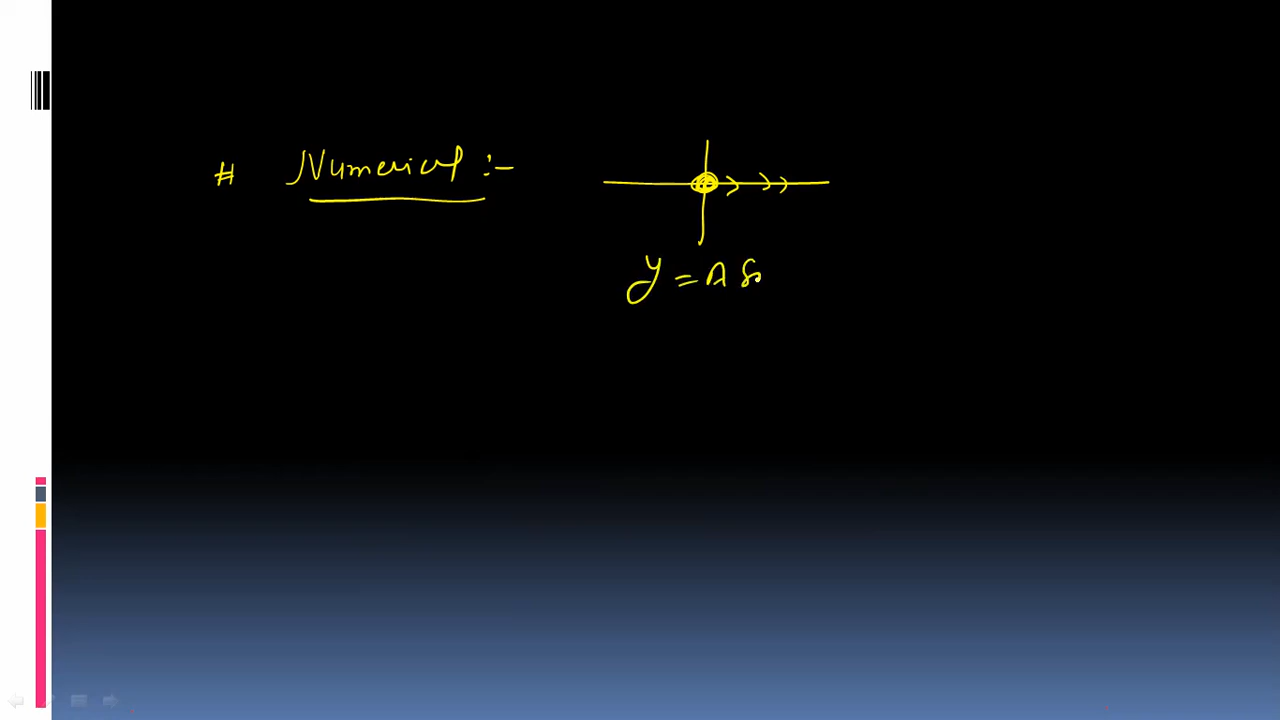 # Numerical :-
y = A S